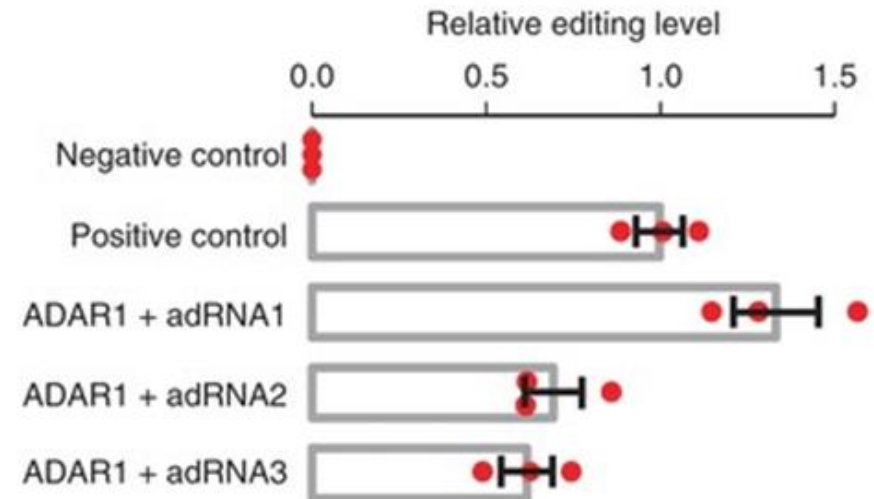 Relative editing level
0.0 0.5 1.0 1.5
Negative control
Positive control
ADAR1 + adRNA1
ADAR1 + adRNA2
ADAR1 + adRNA3